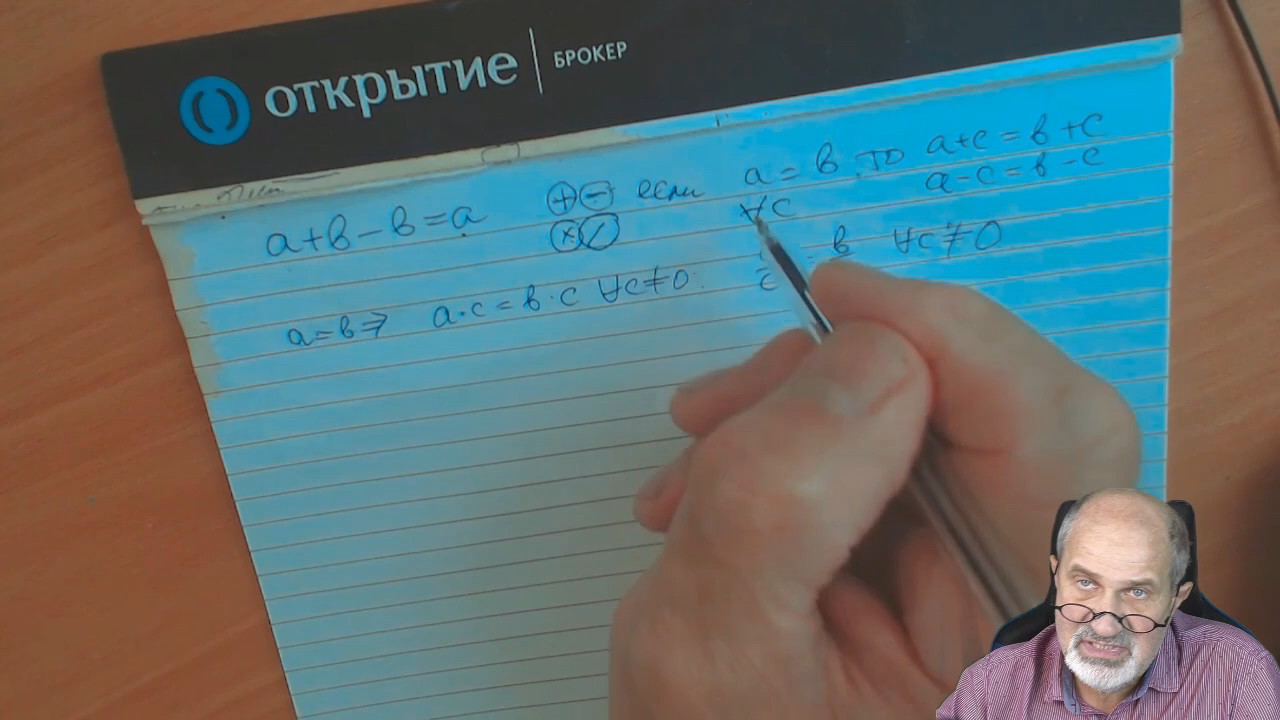 ОТКРЫТИЕ БРОКЕР
a+b-b=a
⊕⊖ если a=b, то a+c=b+c
a-c=b-c
∀c
b ∀c≠0
c
a=b⇒ a·c=b·c ∀c≠0